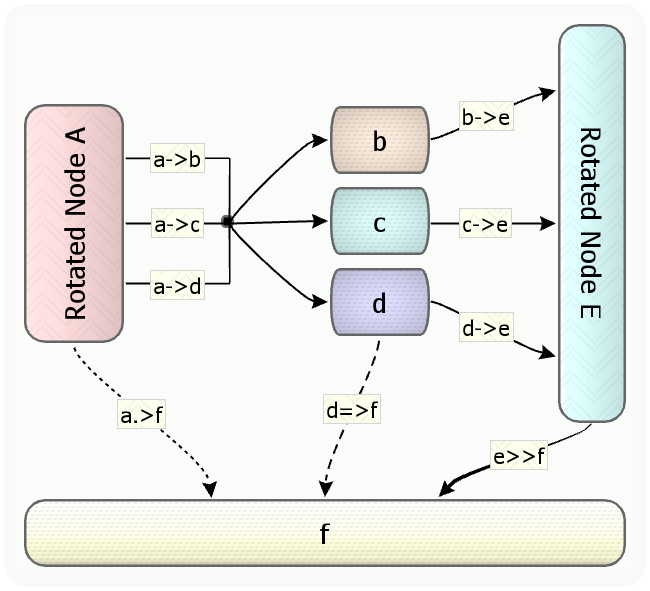 Rotated Node A
a->b
a->c
a->d
b
c
d
b->e
c->e
d->e
Rotated Node E
a.>f
d=>f
e>>f
f